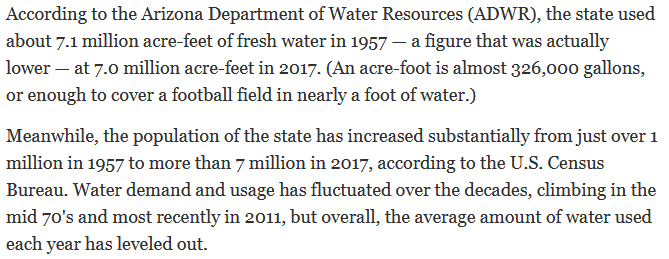 According to the Arizona Department of Water Resources (ADWR), the state used
about 7.1 million acre-feet of fresh water in 1957 — a figure that was actually
lower — at 7.0 million acre-feet in 2017. (An acre-foot is almost 326,000 gallons,
or enough to cover a football field in nearly a foot of water.)
Meanwhile, the population of the state has increased substantially from just over 1
million in 1957 to more than 7 million in 2017, according to the U.S. Census
Bureau. Water demand and usage has fluctuated over the decades, climbing in the
mid 70's and most recently in 2011, but overall, the average amount of water used
each year has leveled out.